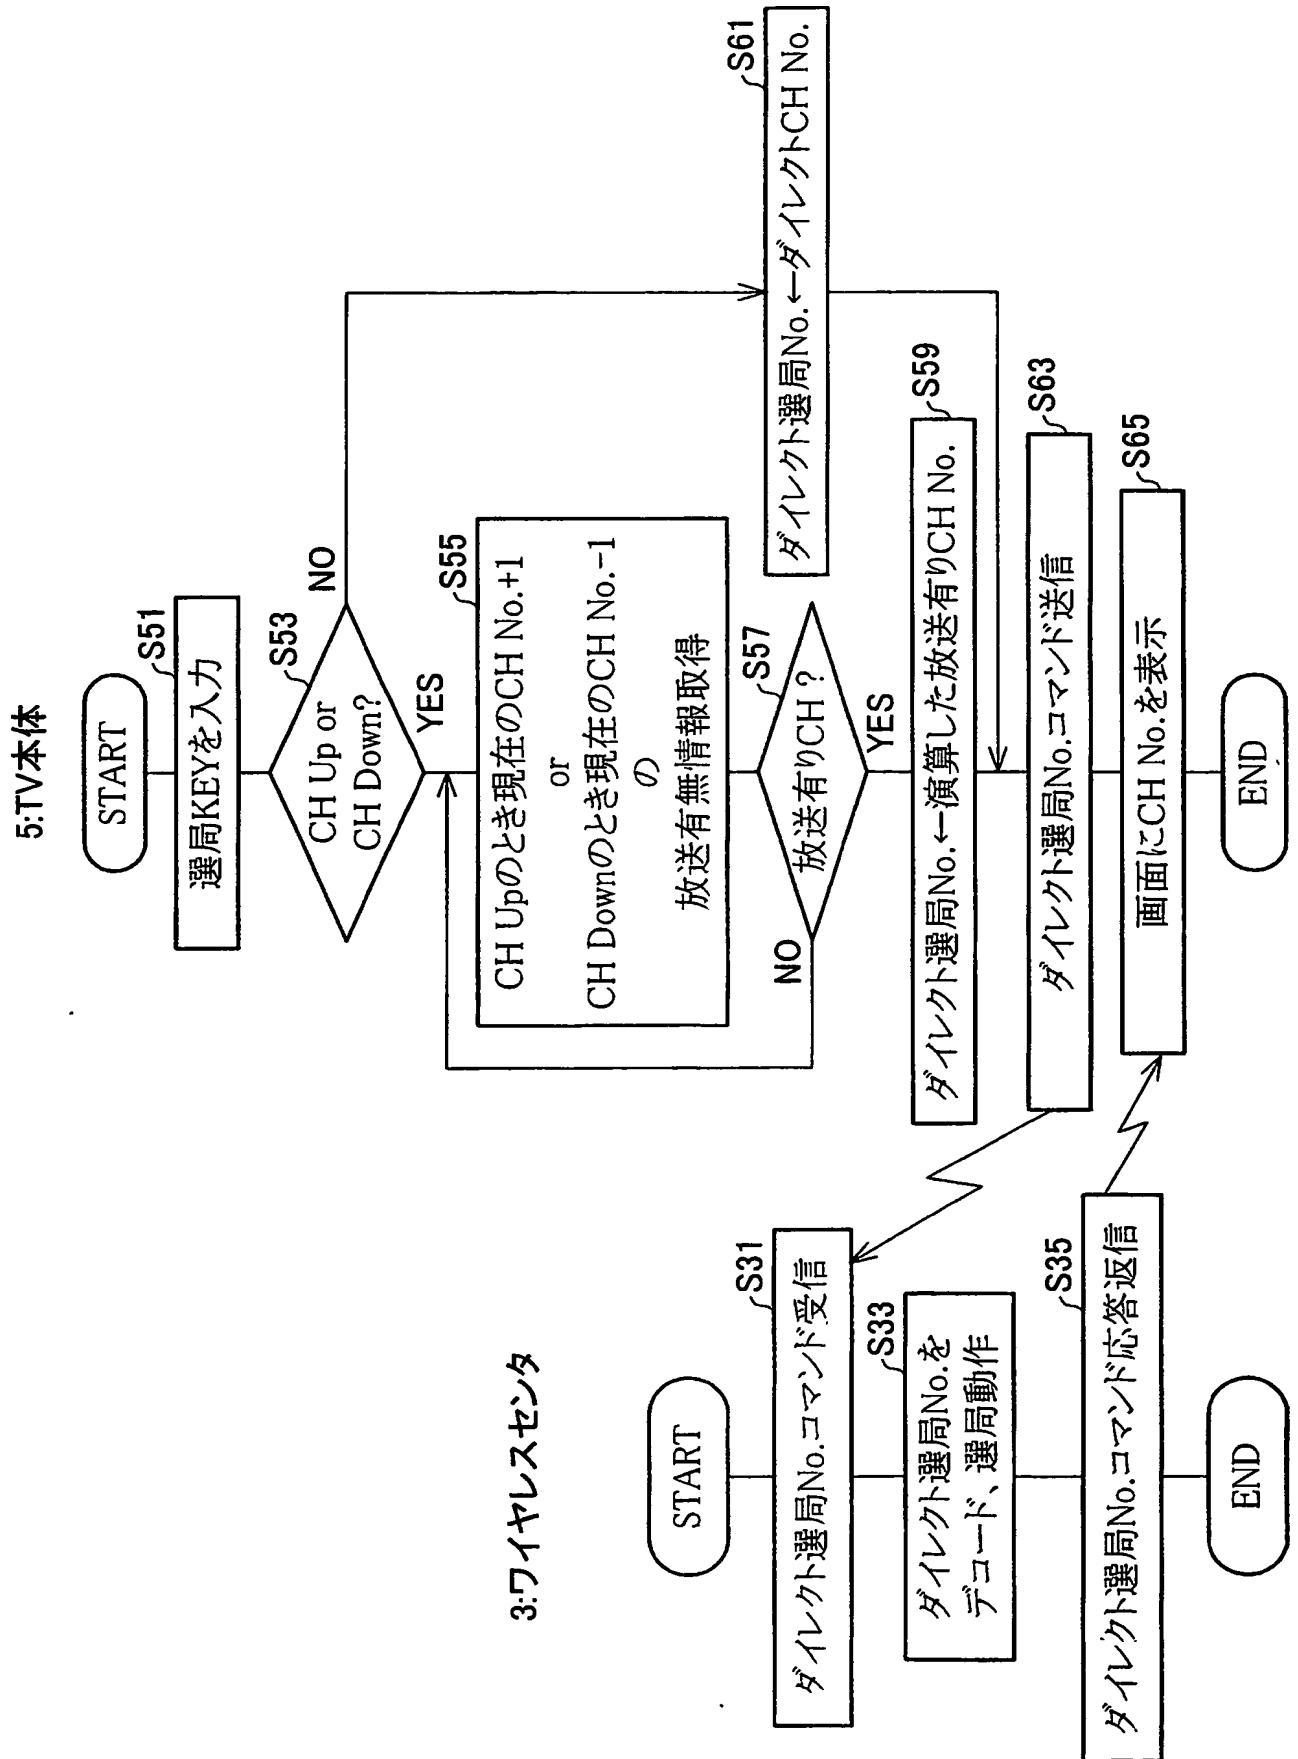 5:TV本体
START
選局KEYを入力
S51
CH Up or
CH Down?
S53
NO
YES
CH Upのとき現在のCH No.+1
or
CH Downのとき現在のCH No.-1
の
放送有無情報取得
S55
放送有りCH?
S57
NO
YES
ダイレクト選局No.←演算した放送有りCH No.
S59
ダイレクト選局No.←ダイレクトCH No.
S61
ダイレクト選局No.コマンド送信
S63
画面にCH No.を表示
S65
END
3:ワイヤレスセンタ
START
ダイレクト選局No.コマンド受信
S31
ダイレクト選局No.を
デコード、選局動作
S33
ダイレクト選局No.コマンド応答返信
S35
END